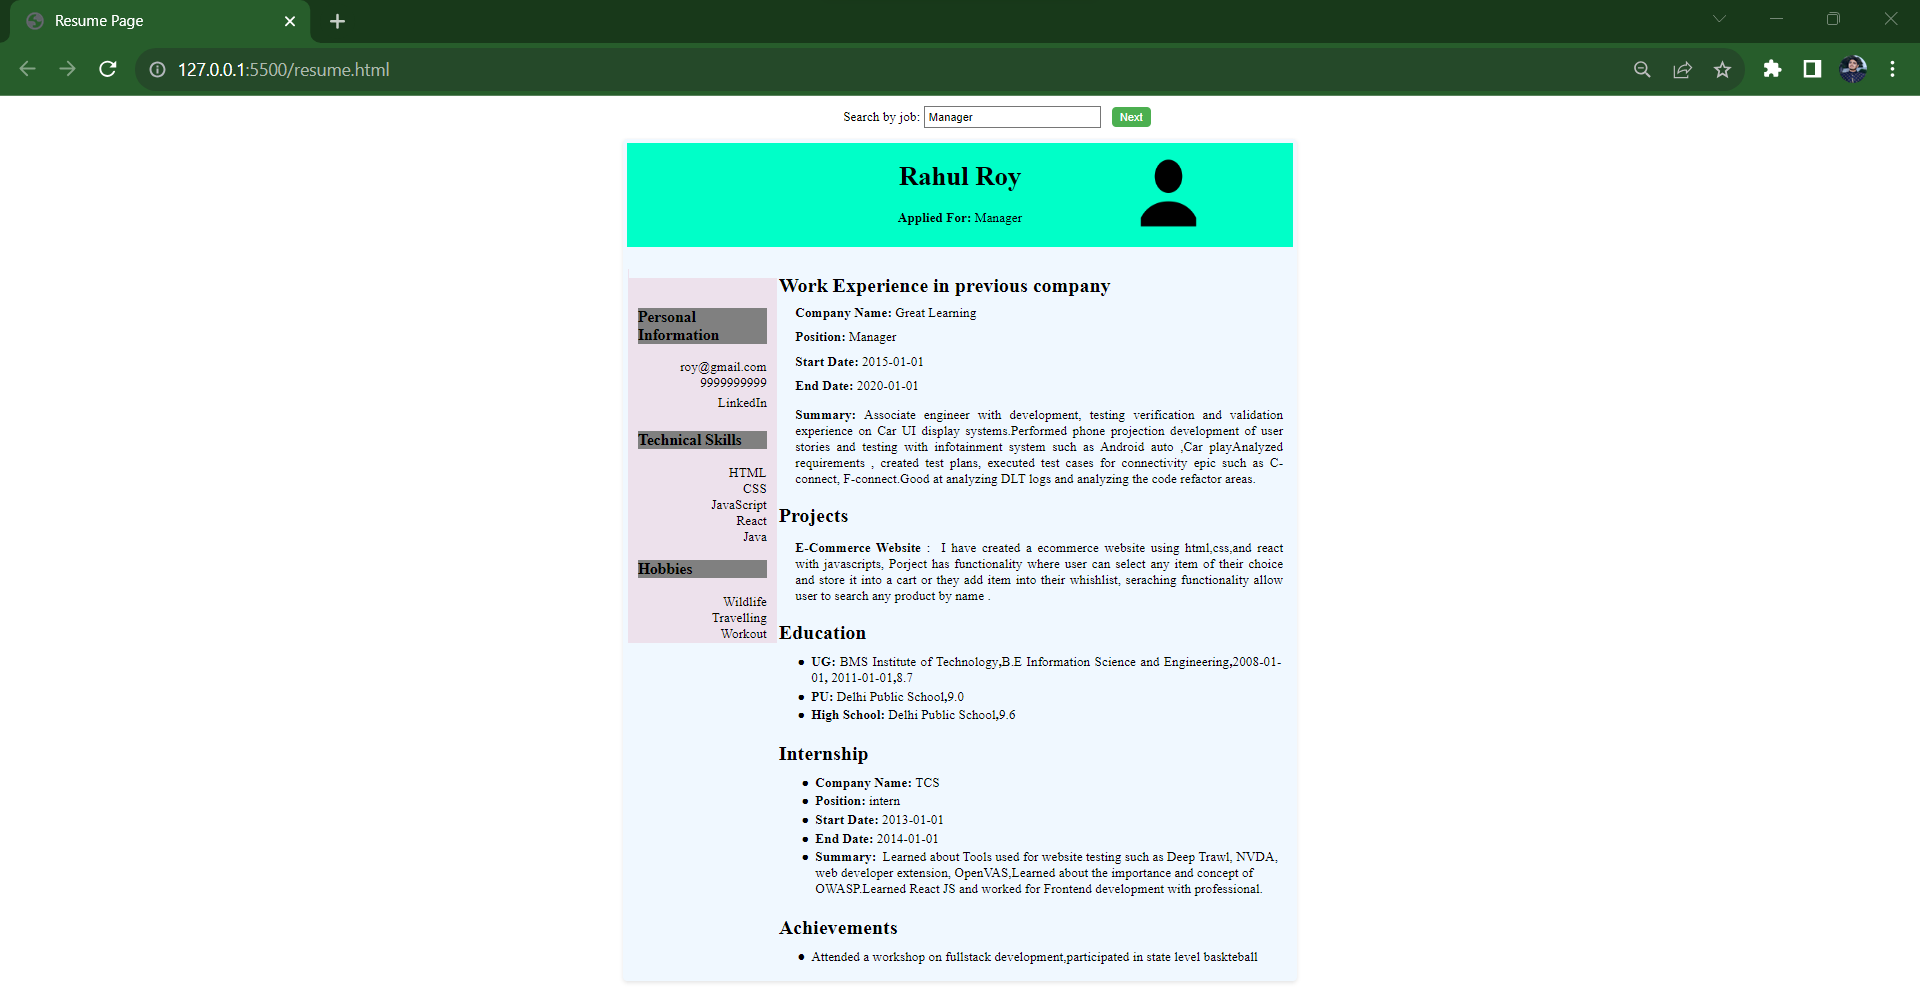 Resume Page
127.0.0.1:5500/resume.html
Search by job: Manager Next
Rahul Roy
Applied For: Manager
Personal
Information
roy@gmail.com
9999999999
LinkedIn
Technical Skills
HTML
CSS
JavaScript
React
Java
Hobbies
Wildlife
Travelling
Workout
Work Experience in previous company
Company Name: Great Learning
Position: Manager
Start Date: 2015-01-01
End Date: 2020-01-01
Summary: Associate engineer with development, testing verification and validation
experience on Car UI display systems.Performed phone projection development of user
stories and testing with infotainment system such as Android auto ,Car playAnalyzed
requirements , created test plans, executed test cases for connectivity epic such as C-
connect, F-connect.Good at analyzing DLT logs and analyzing the code refactor areas.
Projects
E-Commerce Website : I have created a ecommerce website using html,css,and react
with javascripts, Porject has functionality where user can select any item of their choice
and store it into a cart or they add item into their whishlist, seraching functionality allow
user to search any product by name .
Education
• UG: BMS Institute of Technology,B.E Information Science and Engineering,2008-01-
01, 2011-01-01,8.7
• PU: Delhi Public School,9.0
• High School: Delhi Public School,9.6
Internship
• Company Name: TCS
• Position: intern
• Start Date: 2013-01-01
• End Date: 2014-01-01
• Summary: Learned about Tools used for website testing such as Deep Trawl, NVDA,
web developer extension, OpenVAS,Learned about the importance and concept of
OWASP.Learned React JS and worked for Frontend development with professional.
Achievements
• Attended a workshop on fullstack development,participated in state level baskteball